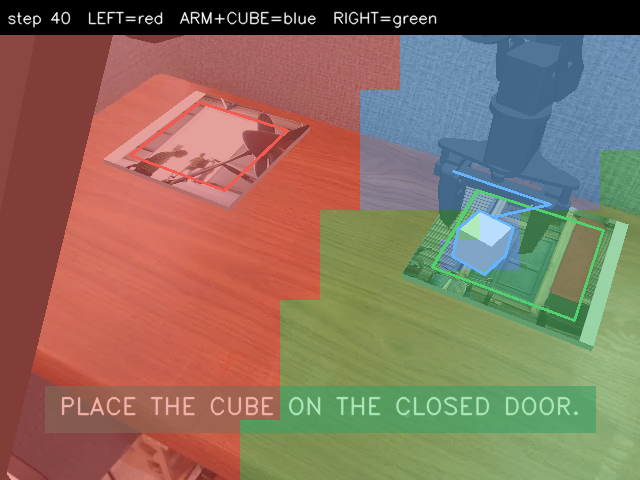 step 40 LEFT=red ARM+CUBE=blue RIGHT=green
PLACE THE CUBE ON THE CLOSED DOOR.